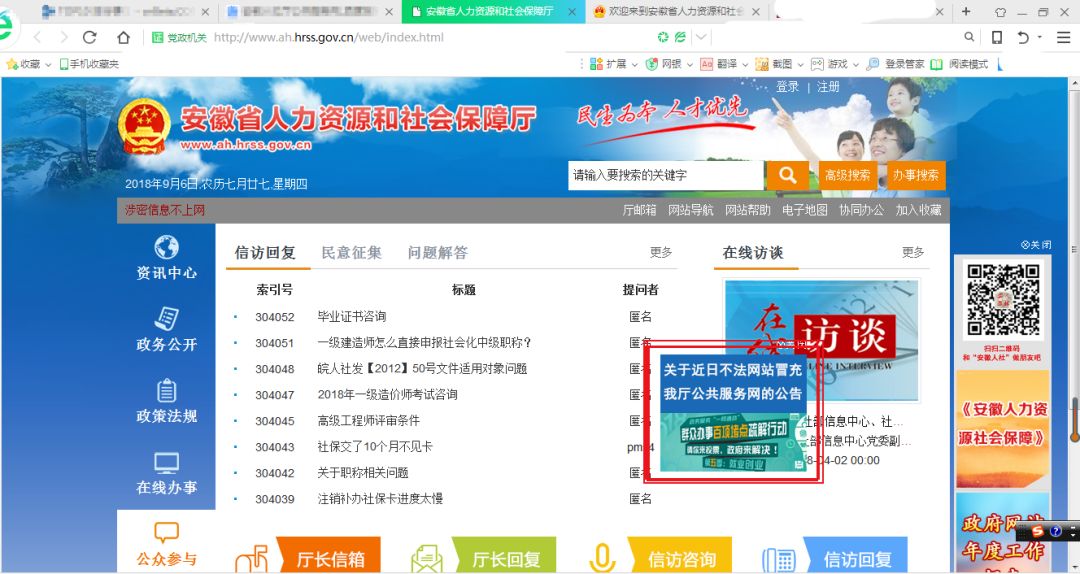 安徽省人力资源和社会保障厅
欢迎来到安徽省人力资源和社会
党政机关 http://www.ah.hrss.gov.cn/web/index.html
收藏 手机收藏夹 扩展 网银 翻译 截图 游戏 登录管家 阅读模式
登录 | 注册
安徽省人力资源和社会保障厅
www.ah.hrss.gov.cn
民生为本 人才优先
2018年9月6日,农历七月廿七,星期四
请输入要搜索的关键字 高级搜索 办事搜索
涉密信息不上网 厅邮箱 网站导航 网站帮助 电子地图 协同办公 加入收藏
资讯中心
政务公开
政策法规
在线办事
公众参与
信访回复 民意征集 问题解答 更多
索引号 标题 提问者
304052 毕业证书咨询 匿名
304051 一级建造师怎么直接申报社会化中级职称? 匿
304048 皖人社发【2012】50号文件适用对象问题 匿
304047 2018年一级造价师考试咨询 匿
304045 高级工程师评审条件 匿
304043 社保交了10个月不见卡
304042 关于职称相关问题 匿
304039 注销补办社保卡进度太慢 匿名
在线访谈 更多
在线
访谈
ONLINE INTERVIEW
关于近日不法网站冒充
我厅公共服务网的公告
群众办事百项堵点疏解行动
请你来投票、政府来解决!
社部信息中心、社...
部信息中心党委副...
8-04-02 00:00
厅长信箱 厅长回复 信访咨询 信访回复
⊗关闭
扫扫二维码
和“安徽人社”做朋友吧
《安徽人力资
源社会保障》
政府网站
年度工作